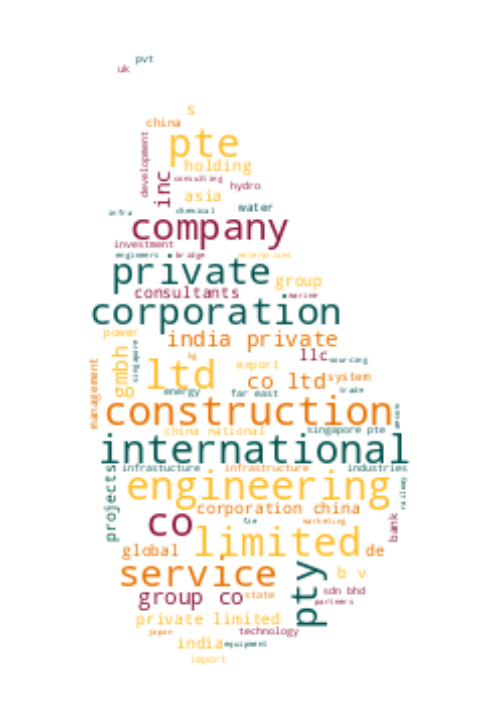 pvt
uk
s
china
development
pte
holding
consulting
inc
hydro
asia
infra
chemical
water
company
investment
engineers
bridge
enterprises
private
group
consultants
marine
corporation
power
india private
singapore
llc
kg
sourcing
management
gmbh
ltd
export
co ltd
system
energy
far east
trade
construction
china national
singapore pte
international
infrastucture
infrastructure
industries
projects
engineering
railway
corporation china
co
marketing
bank
limited
global
de
service
pty
b v
group co
state
sdn bhd
partners
private limited
japan
technology
india
equipment
import